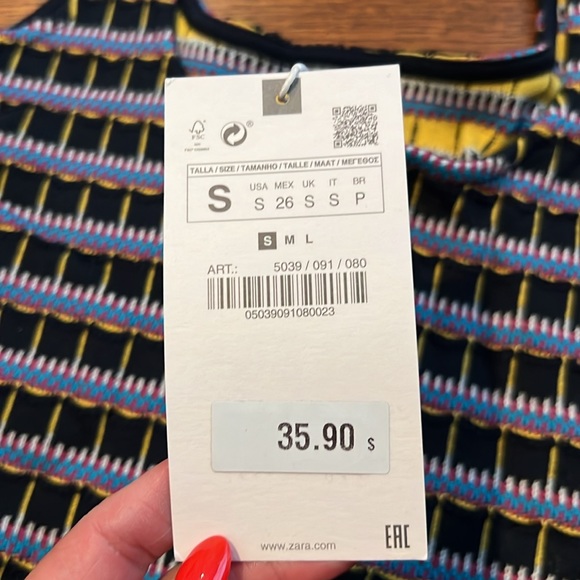 FSC
®
TALLA / SIZE / TAMANHO / TAILLE / MAAT / ΜΕΓΕΘΟΣ
S
USA MEX UK IT BR
S 26 S S P
S M L
ART.: 5039 / 091 / 080
05039091080023
35.90 s
www.zara.com
EAC